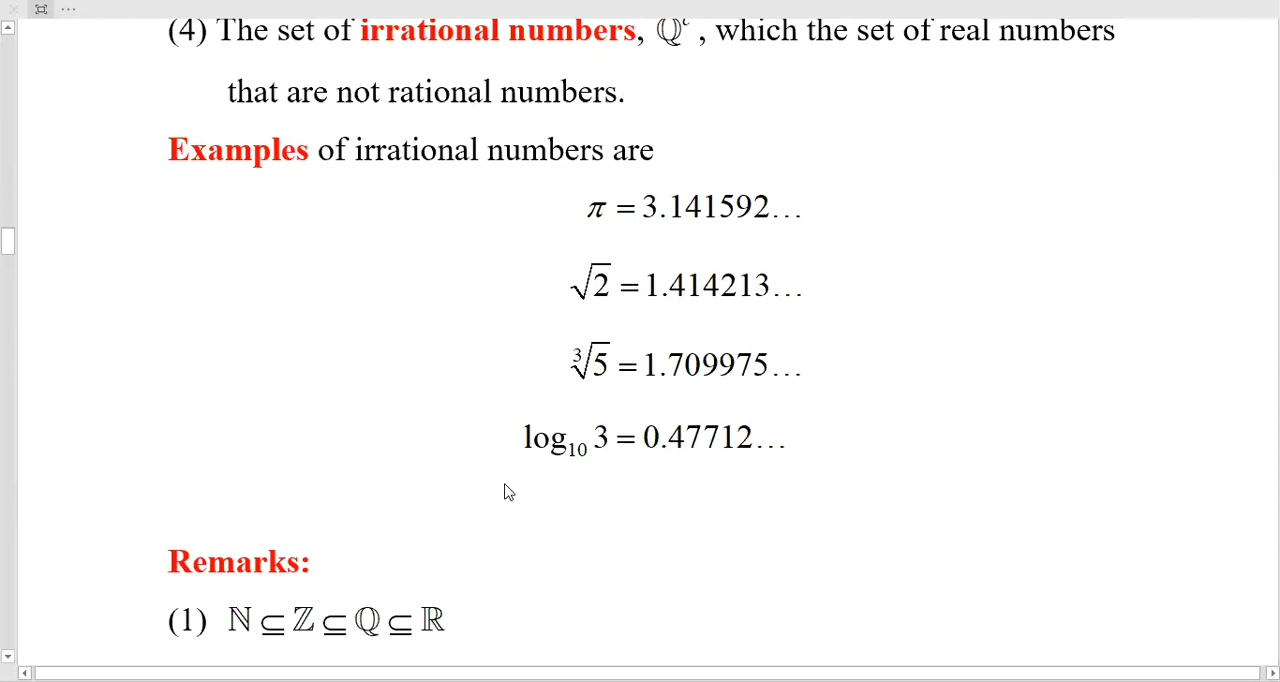 (4) The set of irrational numbers, ℚᶜ , which the set of real numbers
that are not rational numbers.
Examples of irrational numbers are
π = 3.141592…
√2 = 1.414213…
∛5 = 1.709975…
log₁₀ 3 = 0.47712…
Remarks:
(1) ℕ ⊆ ℤ ⊆ ℚ ⊆ ℝ